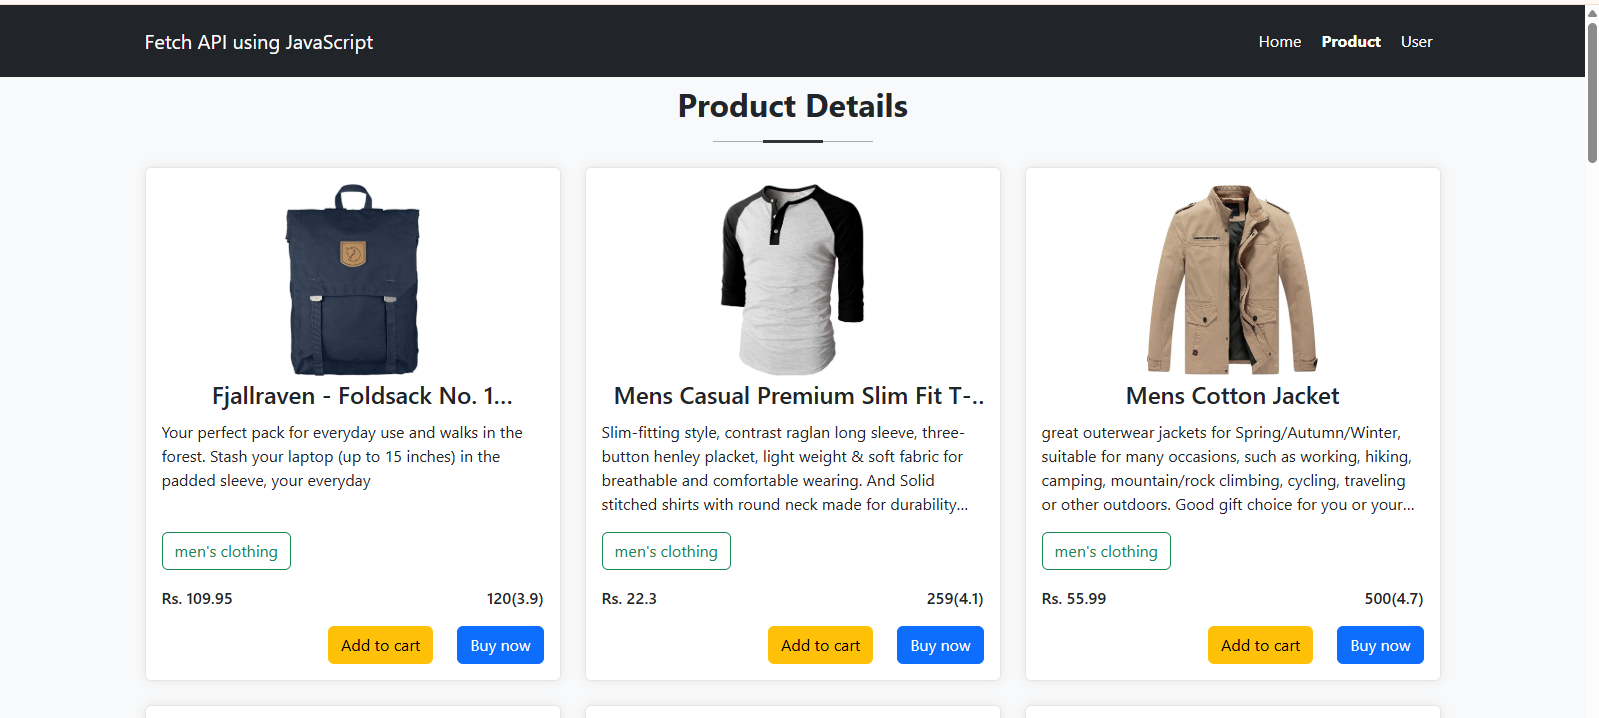 Fetch API using JavaScript
Home Product User
Product Details
Fjallraven - Foldsack No. 1...
Your perfect pack for everyday use and walks in the
forest. Stash your laptop (up to 15 inches) in the
padded sleeve, your everyday
men's clothing
Rs. 109.95 120(3.9)
Add to cart Buy now
Mens Casual Premium Slim Fit T-..
Slim-fitting style, contrast raglan long sleeve, three-
button henley placket, light weight & soft fabric for
breathable and comfortable wearing. And Solid
stitched shirts with round neck made for durability...
men's clothing
Rs. 22.3 259(4.1)
Add to cart Buy now
Mens Cotton Jacket
great outerwear jackets for Spring/Autumn/Winter,
suitable for many occasions, such as working, hiking,
camping, mountain/rock climbing, cycling, traveling
or other outdoors. Good gift choice for you or your...
men's clothing
Rs. 55.99 500(4.7)
Add to cart Buy now